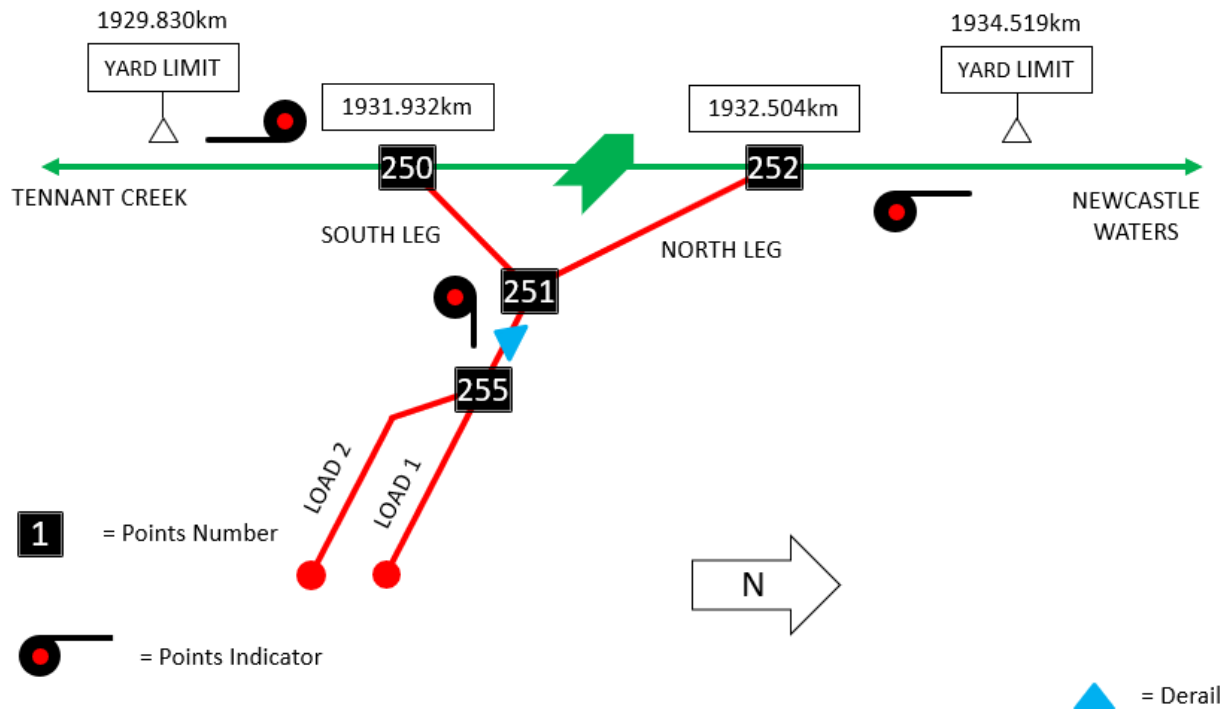 1929.830km
1934.519km
YARD LIMIT
YARD LIMIT
1931.932km
1932.504km
250
252
TENNANT CREEK
NEWCASTLE
WATERS
SOUTH LEG
NORTH LEG
251
255
LOAD 2
LOAD 1
1
= Points Number
N
= Points Indicator
= Derail